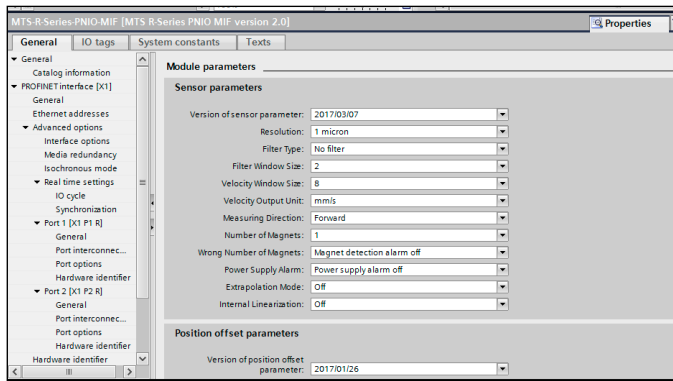 MTS-R-Series-PNIO-MIF [MTS R-Series PNIO MIF version 2.0]
Properties
General IO tags System constants Texts
General
Catalog information
PROFINET interface [X1]
General
Ethernet addresses
Advanced options
Interface options
Media redundancy
Isochronous mode
Real time settings
IO cycle
Synchronization
Port 1 [X1 P1 R]
General
Port interconnec...
Port options
Hardware identifier
Port 2 [X1 P2 R]
General
Port interconnec...
Port options
Hardware identifier
Hardware identifier
Module parameters
Sensor parameters
Version of sensor parameter: 2017/03/07
Resolution: 1 micron
Filter Type: No filter
Filter Window Size: 2
Velocity Window Size: 8
Velocity Output Unit: mm/s
Measuring Direction: Forward
Number of Magnets: 1
Wrong Number of Magnets: Magnet detection alarm off
Power Supply Alarm: Power supply alarm off
Extrapolation Mode: Off
Internal Linearization: Off
Position offset parameters
Version of position offset
parameter: 2017/01/26